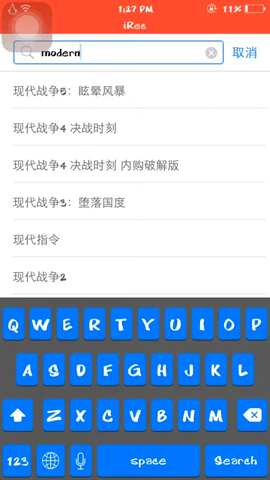 1:27 PM
11%
iRec
modern
取消
现代战争5：眩晕风暴
现代战争4 决战时刻
现代战争4 决战时刻 内购破解版
现代战争3：堕落国度
现代指令
现代战争2
Q W E R T Y U I O P
A S D F G H J K L
Z X C V B N M
123 space Search